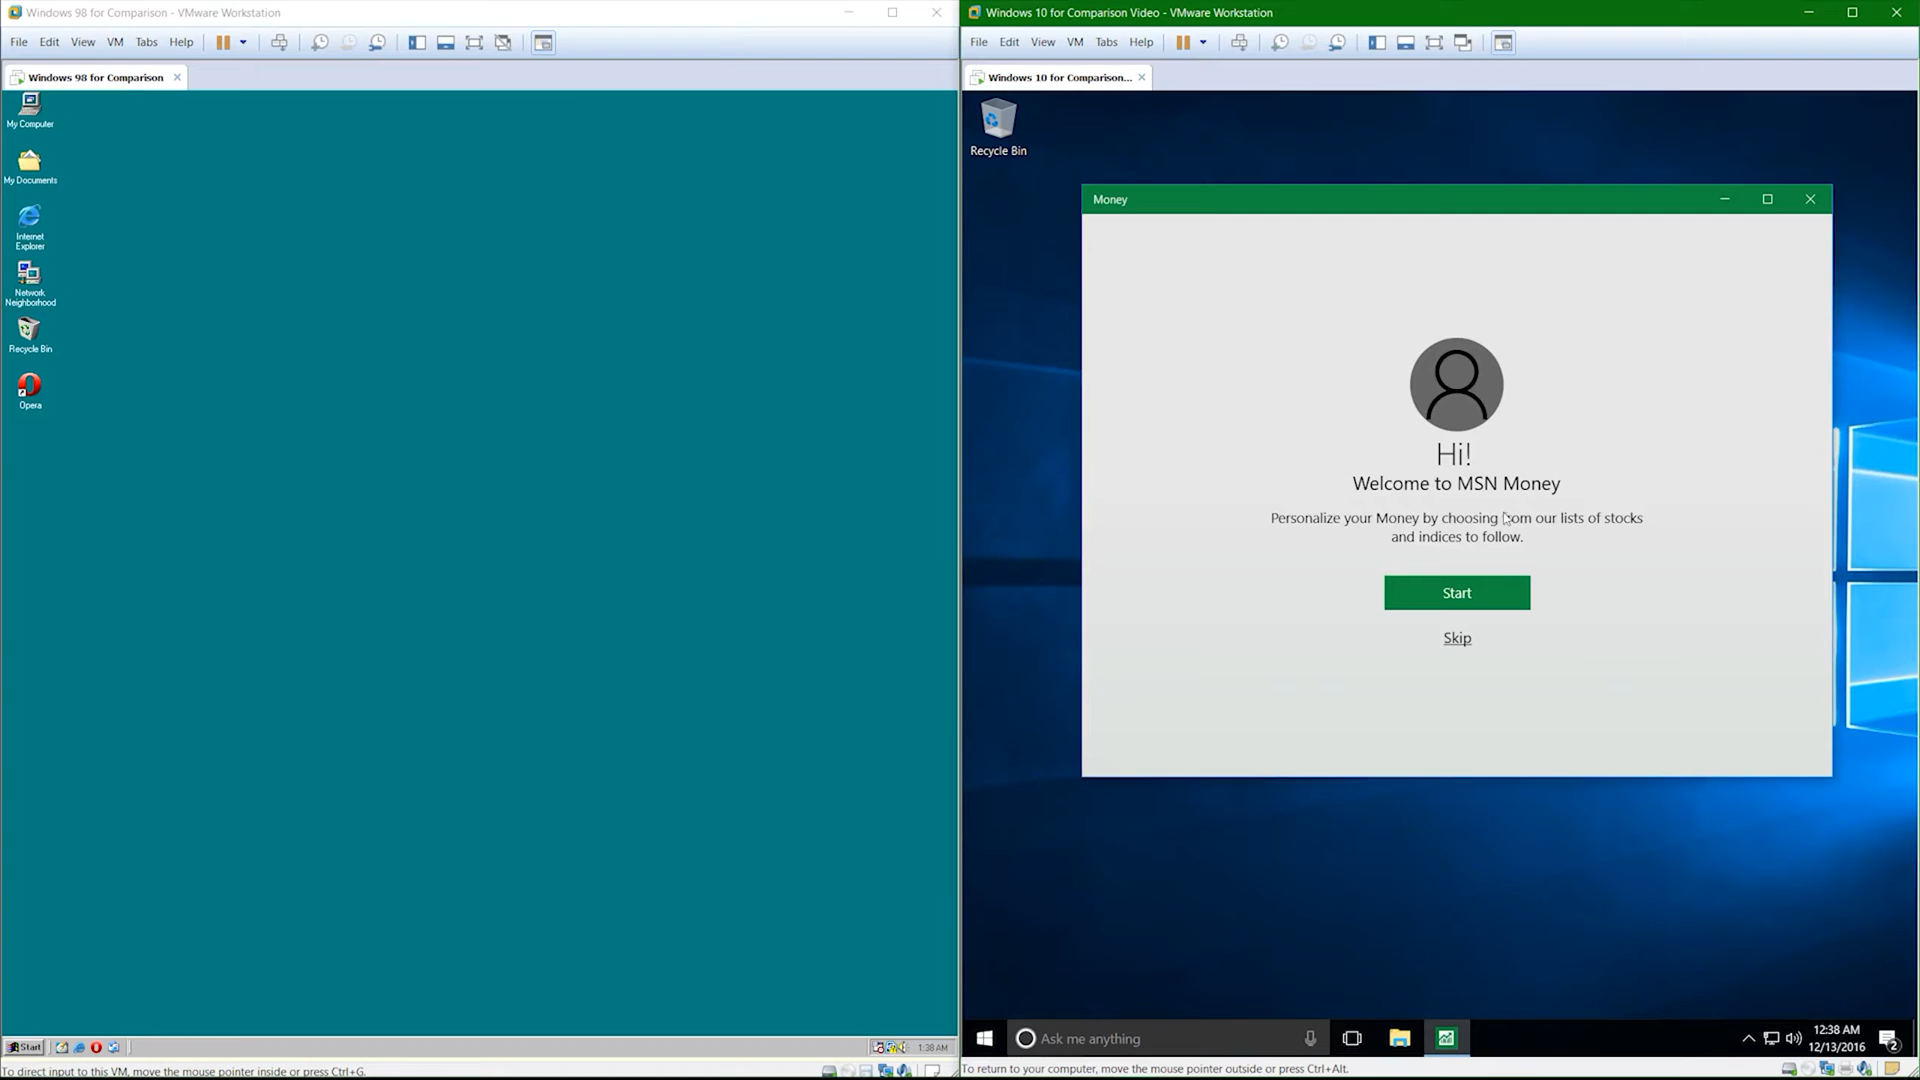 Windows 98 for Comparison - VMware Workstation
File Edit View VM Tabs Help
Windows 98 for Comparison
My Computer
My Documents
Internet
Explorer
Network
Neighborhood
Recycle Bin
Opera
Start
1:38 AM
To direct input to this VM, move the mouse pointer inside or press Ctrl+G.
Windows 10 for Comparison Video - VMware Workstation
File Edit View VM Tabs Help
Windows 10 for Comparison...
Recycle Bin
Money
Hi!
Welcome to MSN Money
Personalize your Money by choosing from our lists of stocks
and indices to follow.
Start
Skip
Ask me anything
12:38 AM
12/13/2016
2
To return to your computer, move the mouse pointer outside or press Ctrl+Alt.